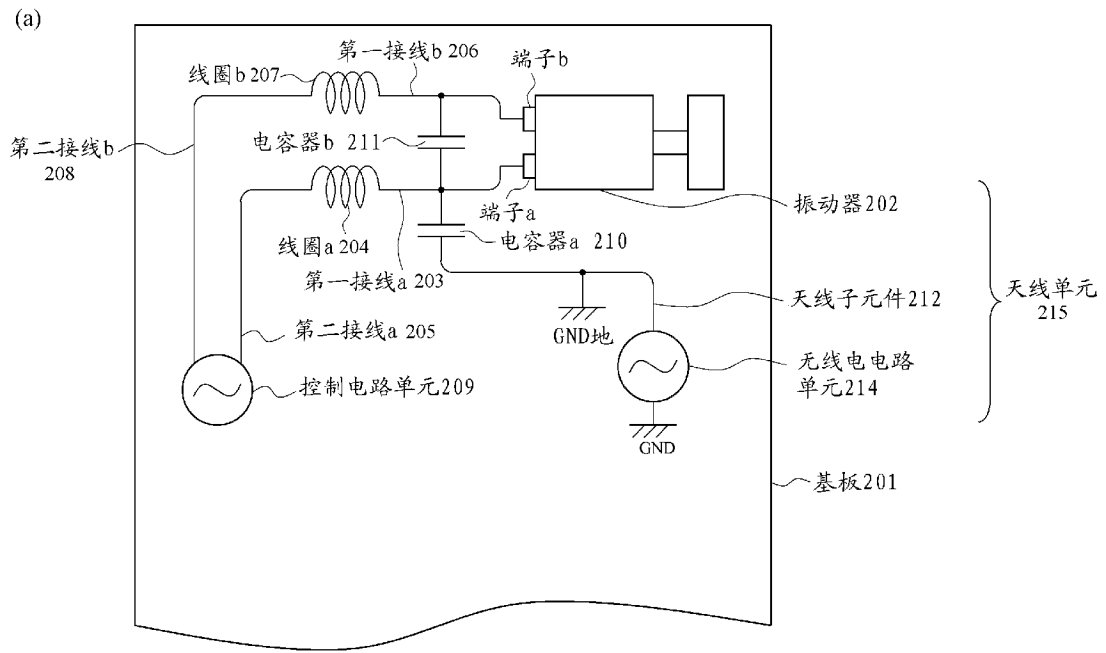 (a)
第一接线b 206
端子b
线圈b 207
第二接线b
208
电容器b 211
端子a
振动器202
线圈a 204
电容器a 210
第一接线a 203
天线子元件212
天线单元
215
第二接线a 205
GND地
无线电电路
单元214
控制电路单元209
GND
基板201